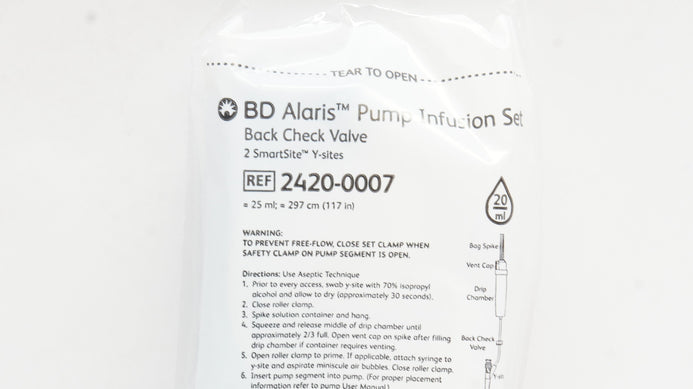 TEAR TO OPEN
BD Alaris™ Pump Infusion Set
Back Check Valve
2 SmartSite™ Y-sites
REF 2420-0007
≈ 25 ml; ≈ 297 cm (117 in)
20
ml
WARNING:
TO PREVENT FREE-FLOW, CLOSE SET CLAMP WHEN
SAFETY CLAMP ON PUMP SEGMENT IS OPEN.
Directions: Use Aseptic Technique
1. Prior to every access, swab y-site with 70% isopropyl
alcohol and allow to dry (approximately 30 seconds).
2. Close roller clamp.
3. Spike solution container and hang.
4. Squeeze and release middle of drip chamber until
approximately 2/3 full. Open vent cap on spike after filling
drip chamber if container requires venting.
5. Open roller clamp to prime. If applicable, attach syringe to
y-site and aspirate miniscule air bubbles. Close roller clamp.
6. Insert pump segment into pump. (For proper placement
information refer to pump User Manual)
Bag Spike
Vent Cap
Drip
Chamber
Back Check
Valve